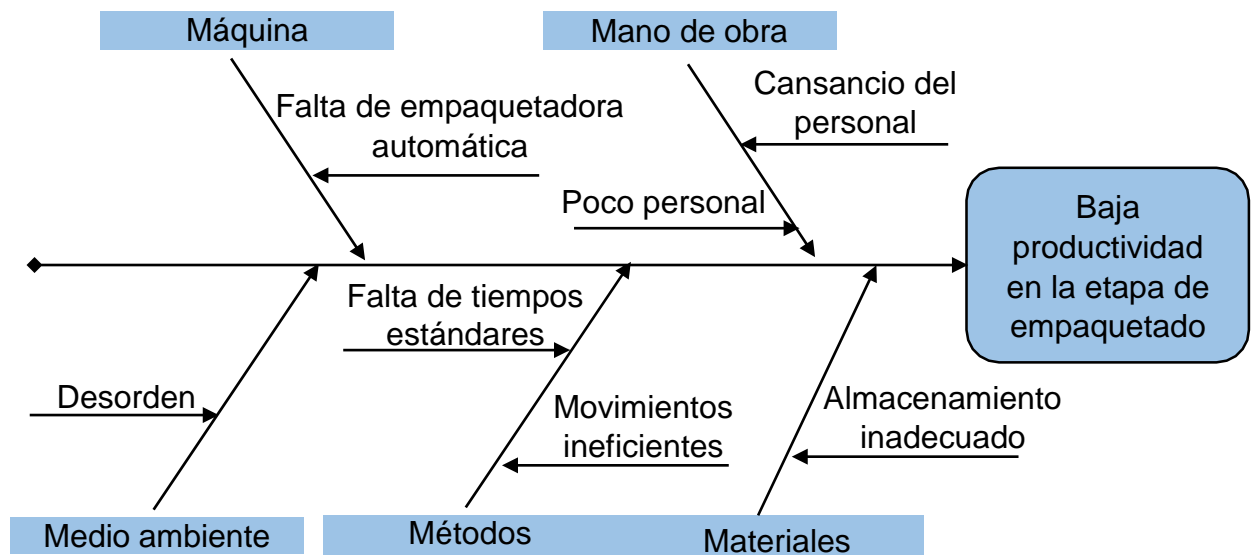 Máquina
Mano de obra
Falta de empaquetadora
automática
Cansancio del
personal
Poco personal
Baja
productividad
en la etapa de
empaquetado
Falta de tiempos
estándares
Desorden
Movimientos
ineficientes
Almacenamiento
inadecuado
Medio ambiente
Métodos
Materiales